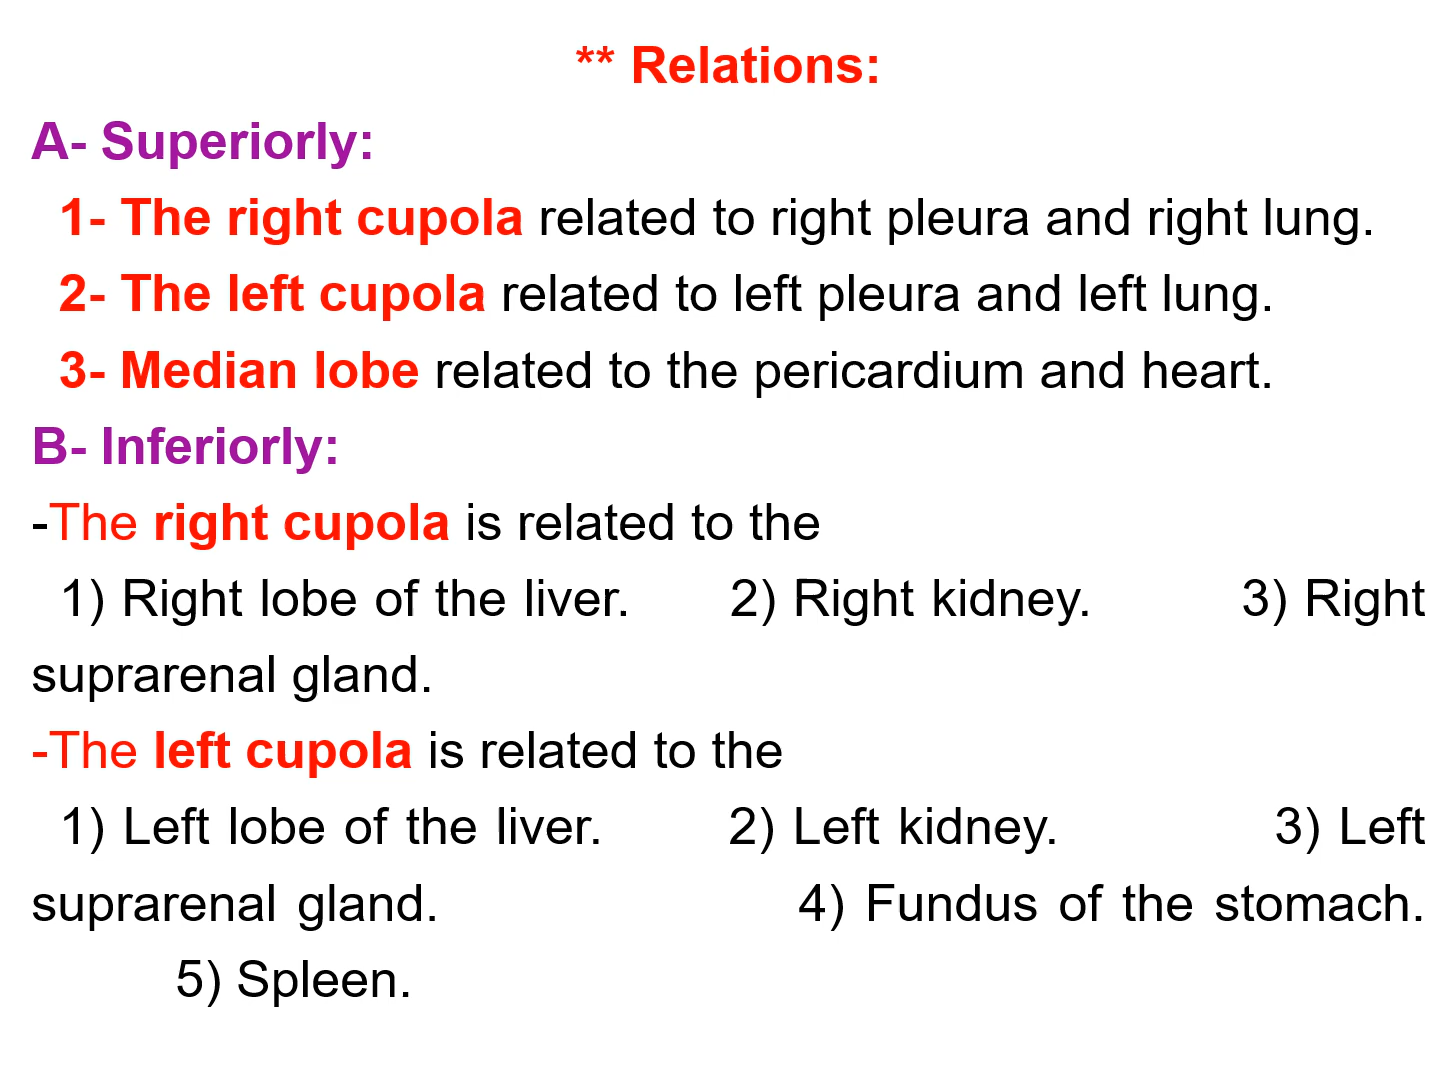 ** Relations:
A- Superiorly:
1- The right cupola related to right pleura and right lung.
2- The left cupola related to left pleura and left lung.
3- Median lobe related to the pericardium and heart.
B- Inferiorly:
-The right cupola is related to the
1) Right lobe of the liver. 2) Right kidney. 3) Right
suprarenal gland.
-The left cupola is related to the
1) Left lobe of the liver. 2) Left kidney. 3) Left
suprarenal gland. 4) Fundus of the stomach.
5) Spleen.